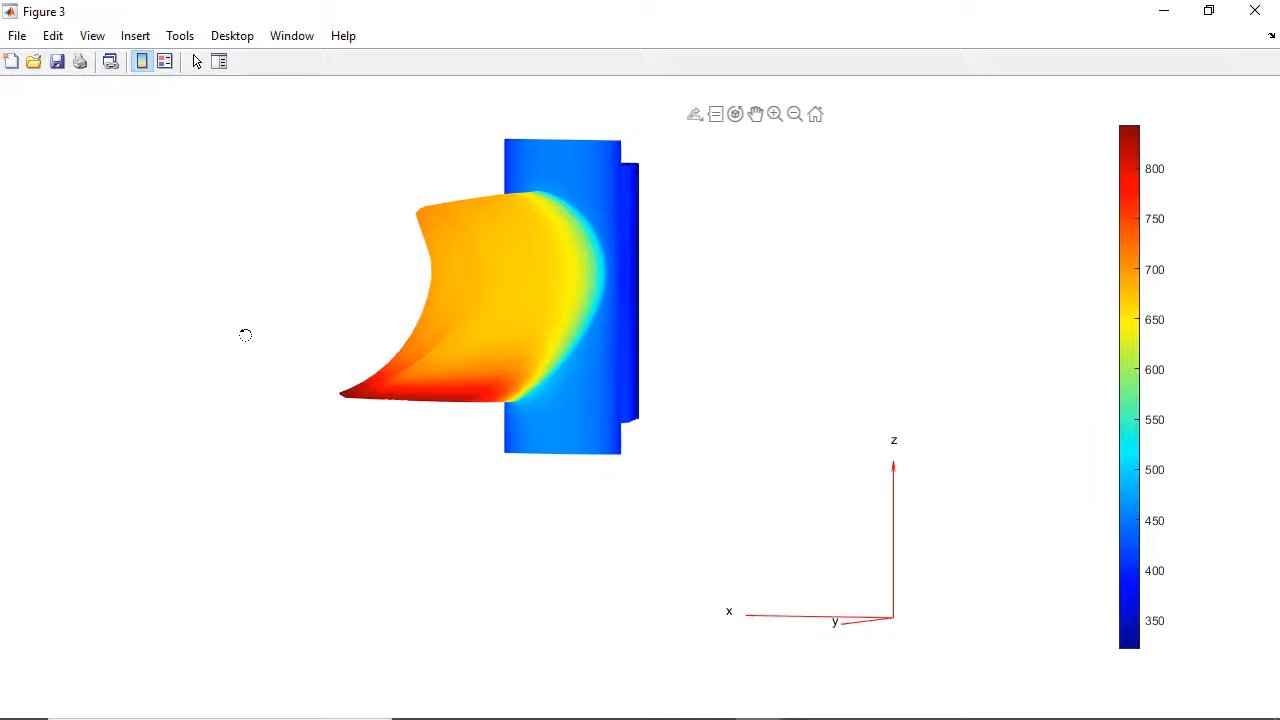 Figure 3
File Edit View Insert Tools Desktop Window Help
800
750
700
650
600
550
500
450
400
350
z
x
y